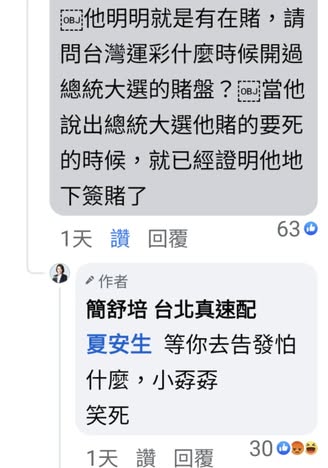 他明明就是有在賭，請
問台灣運彩什麼時候開過
總統大選的賭盤？當他
說出總統大選他賭的要死
的時候，就已經證明他地
下簽賭了
1天 讚 回覆 63
作者
簡舒培 台北真速配
夏安生 等你去告發怕
什麼，小孬孬
笑死
1天 讚 回覆 30